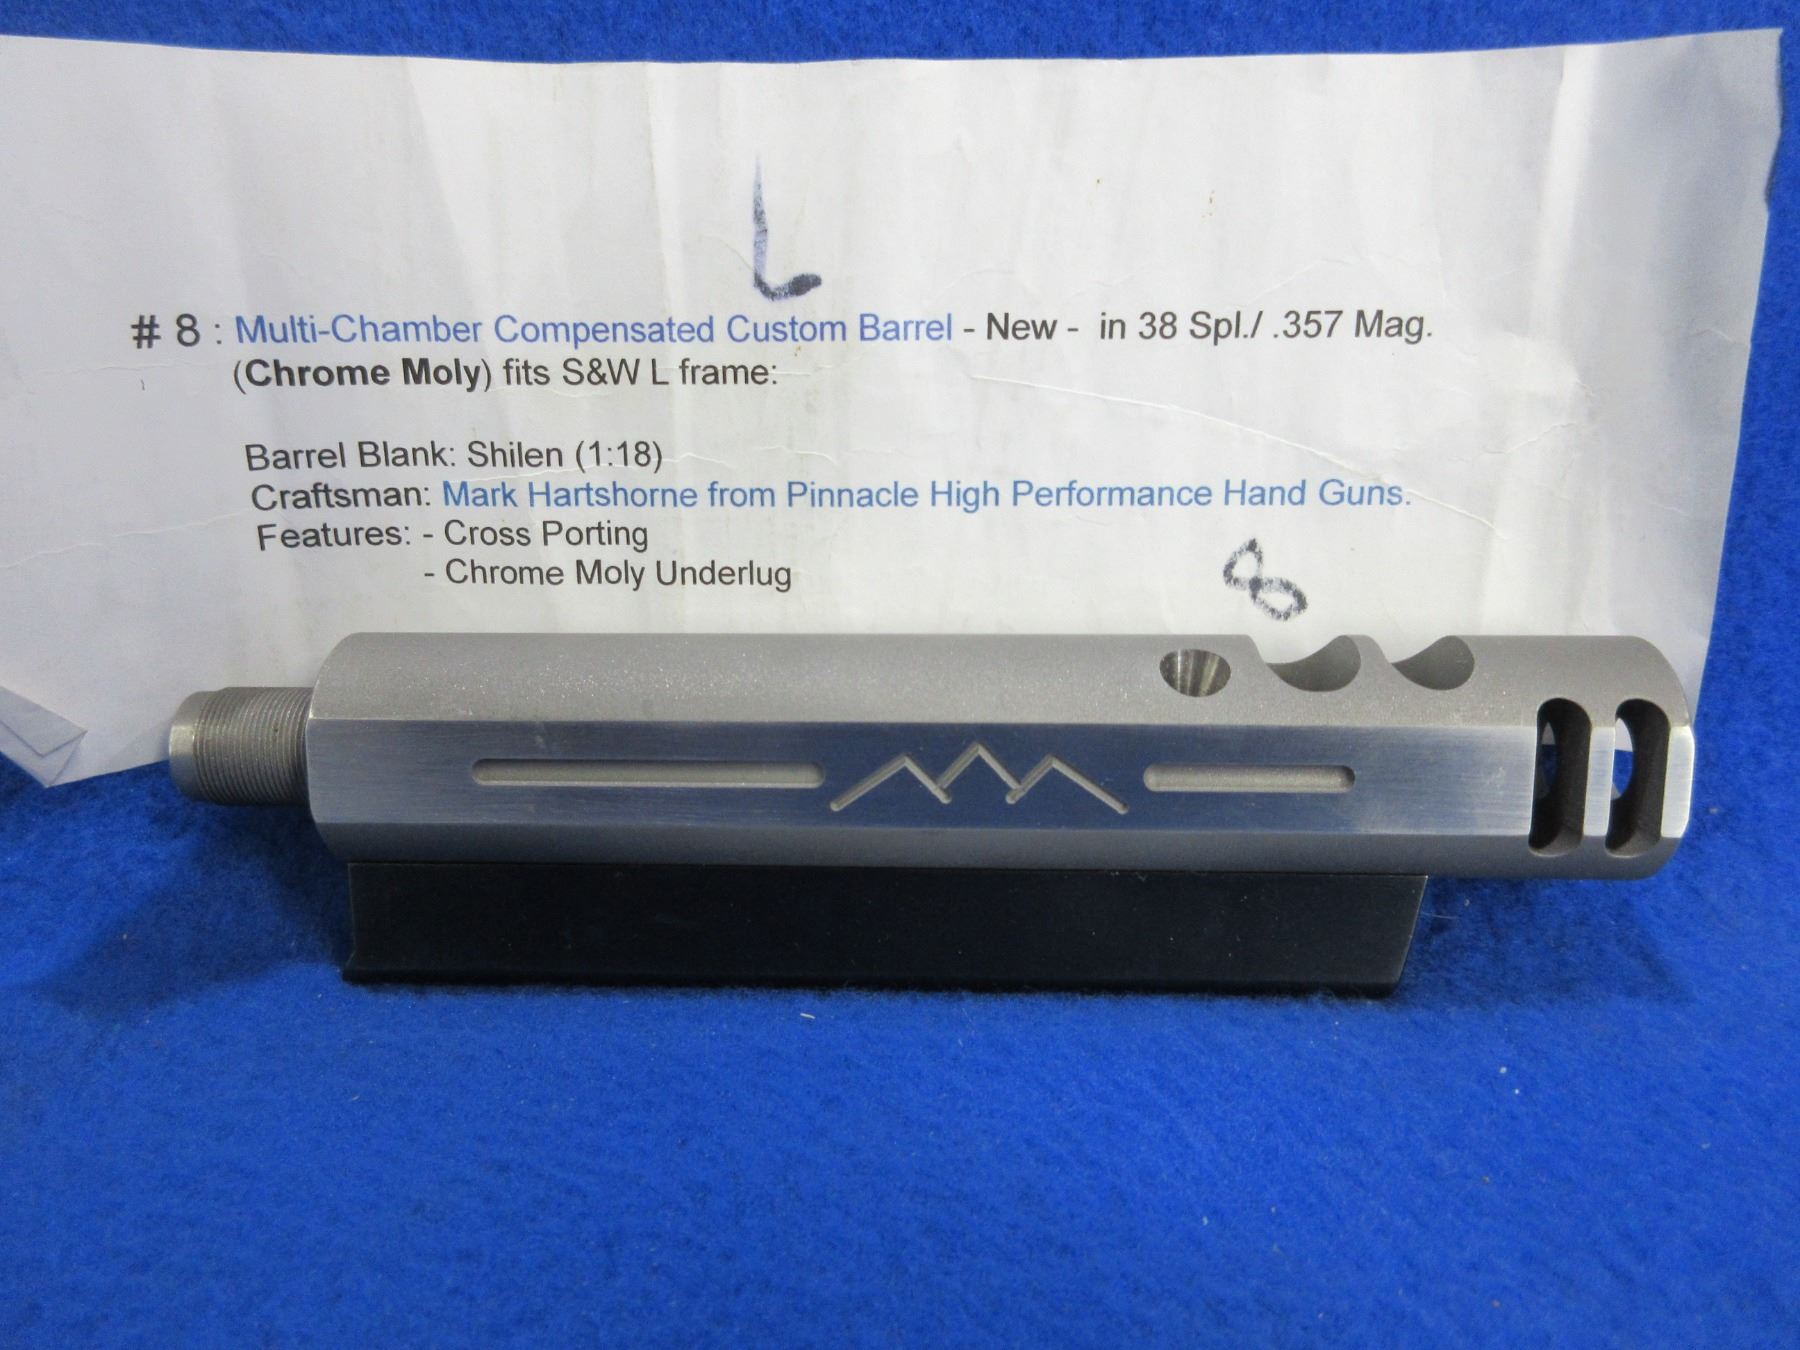 L
# 8 : Multi-Chamber Compensated Custom Barrel - New - in 38 Spl./ .357 Mag.
(Chrome Moly) fits S&W L frame:
Barrel Blank: Shilen (1:18)
Craftsman: Mark Hartshorne from Pinnacle High Performance Hand Guns.
Features: - Cross Porting
- Chrome Moly Underlug
8